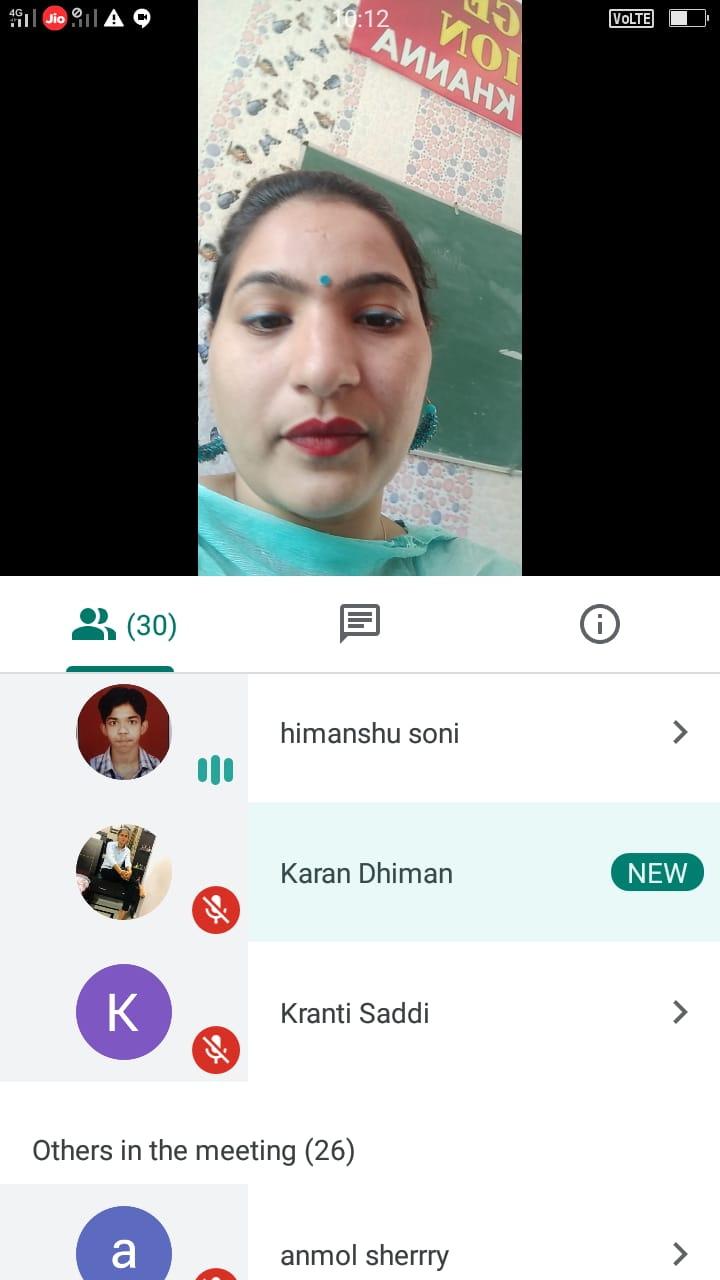 4G
Jio
10:12
VoLTE
GE
ION
KHANNA
(30)
himanshu soni
Karan Dhiman
NEW
K
Kranti Saddi
Others in the meeting (26)
a
anmol sherrry